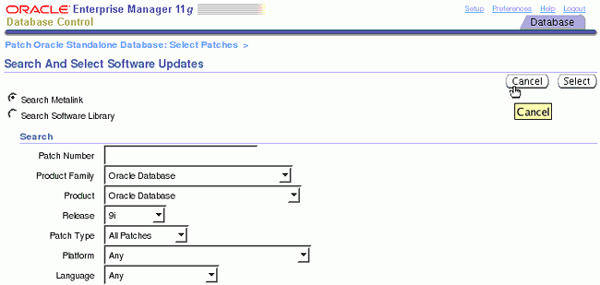 ORACLE Enterprise Manager 11g
Database Control
Setup Preferences Help Logout
Database
Patch Oracle Standalone Database: Select Patches >
Search And Select Software Updates
Cancel Select
Cancel
Search Metalink
Search Software Library
Search
Patch Number
Product Family Oracle Database
Product Oracle Database
Release 9i
Patch Type All Patches
Platform Any
Language Any